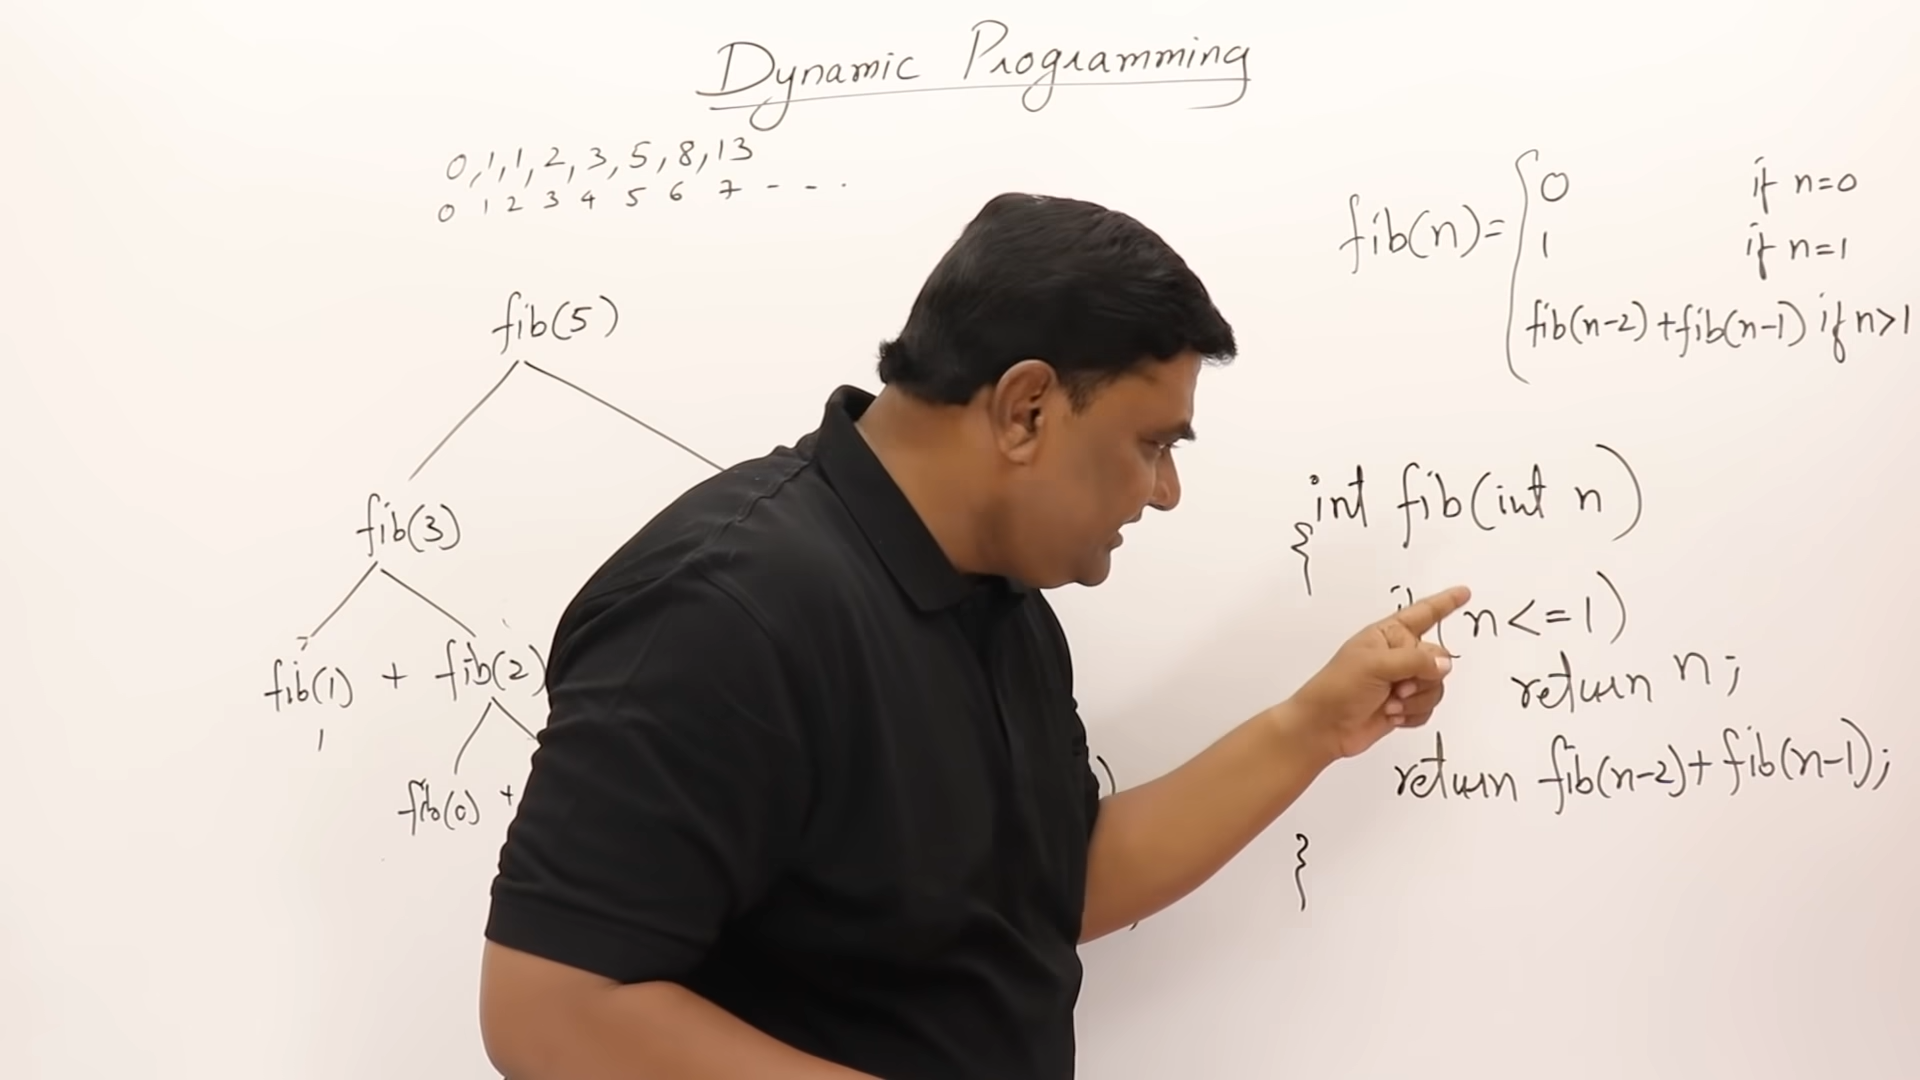 Dynamic Programming
0,1,1,2,3,5,8,13
0 1 2 3 4 5 6 7 - - .
fib(5)
fib(3)
fib(1) + fib(2)
1
fib(0) +
)
fib(n)= { 0 if n=0
1 if n=1
fib(n-2)+fib(n-1) if n>1
int fib(int n)
{
(n<=1)
return n;
return fib(n-2)+fib(n-1);
}